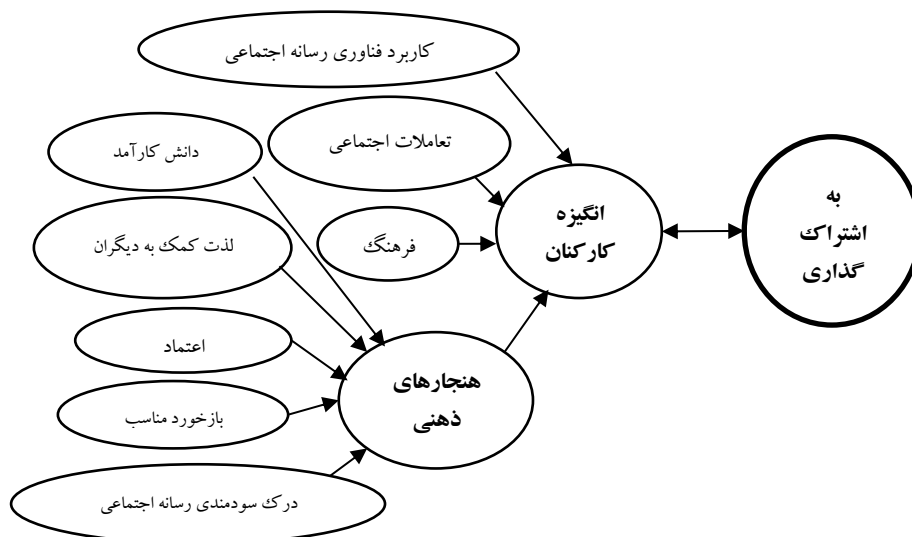 کاربرد فناوری رسانه اجتماعی
تعاملات اجتماعی
دانش کارآمد
به
اشتراک
گذاری
انگیزه
کارکنان
فرهنگ
لذت کمک به دیگران
اعتماد
هنجارهای
ذهنی
بازخورد مناسب
درک سودمندی رسانه اجتماعی